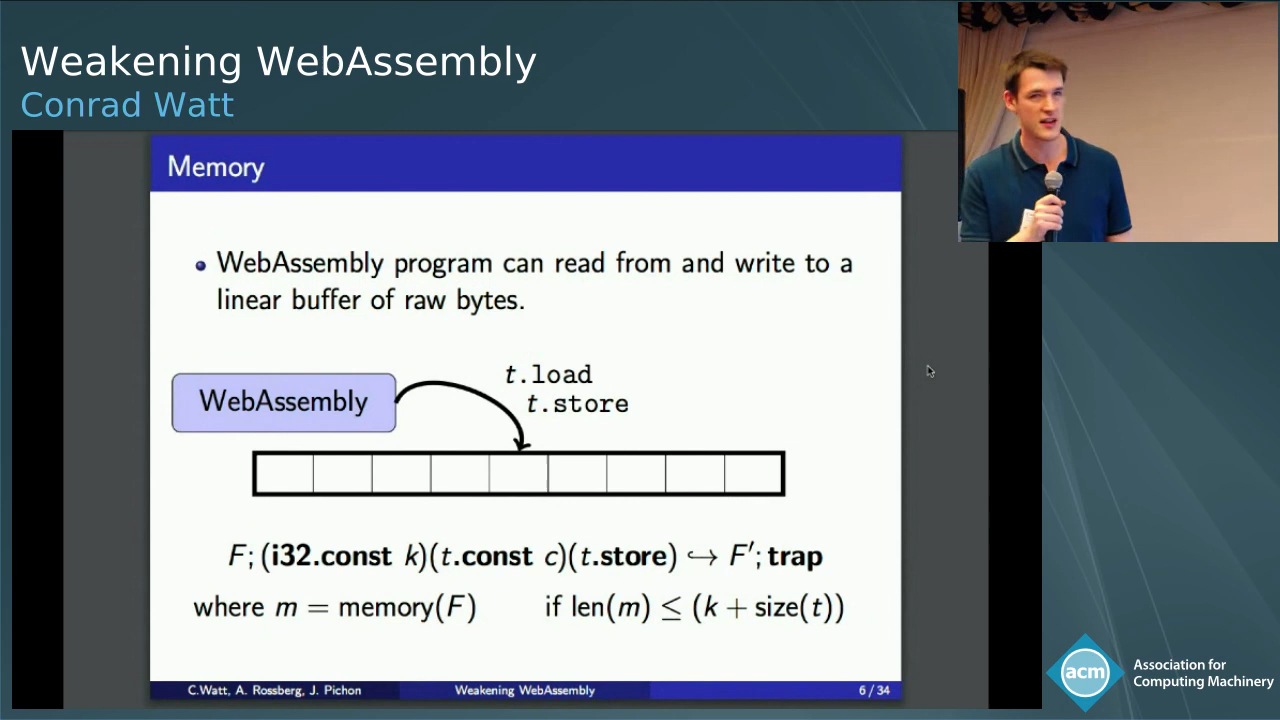 Weakening WebAssembly
Conrad Watt
Memory
WebAssembly program can read from and write to a
linear buffer of raw bytes.
t.load
WebAssembly
t.store
F; (i32.const k)(t.const c)(t.store) ↪ F′; trap
where m = memory(F) if len(m) ≤ (k + size(t))
C.Watt, A. Rossberg, J. Pichon Weakening WebAssembly 6 / 34
acm
Association for
Computing Machinery